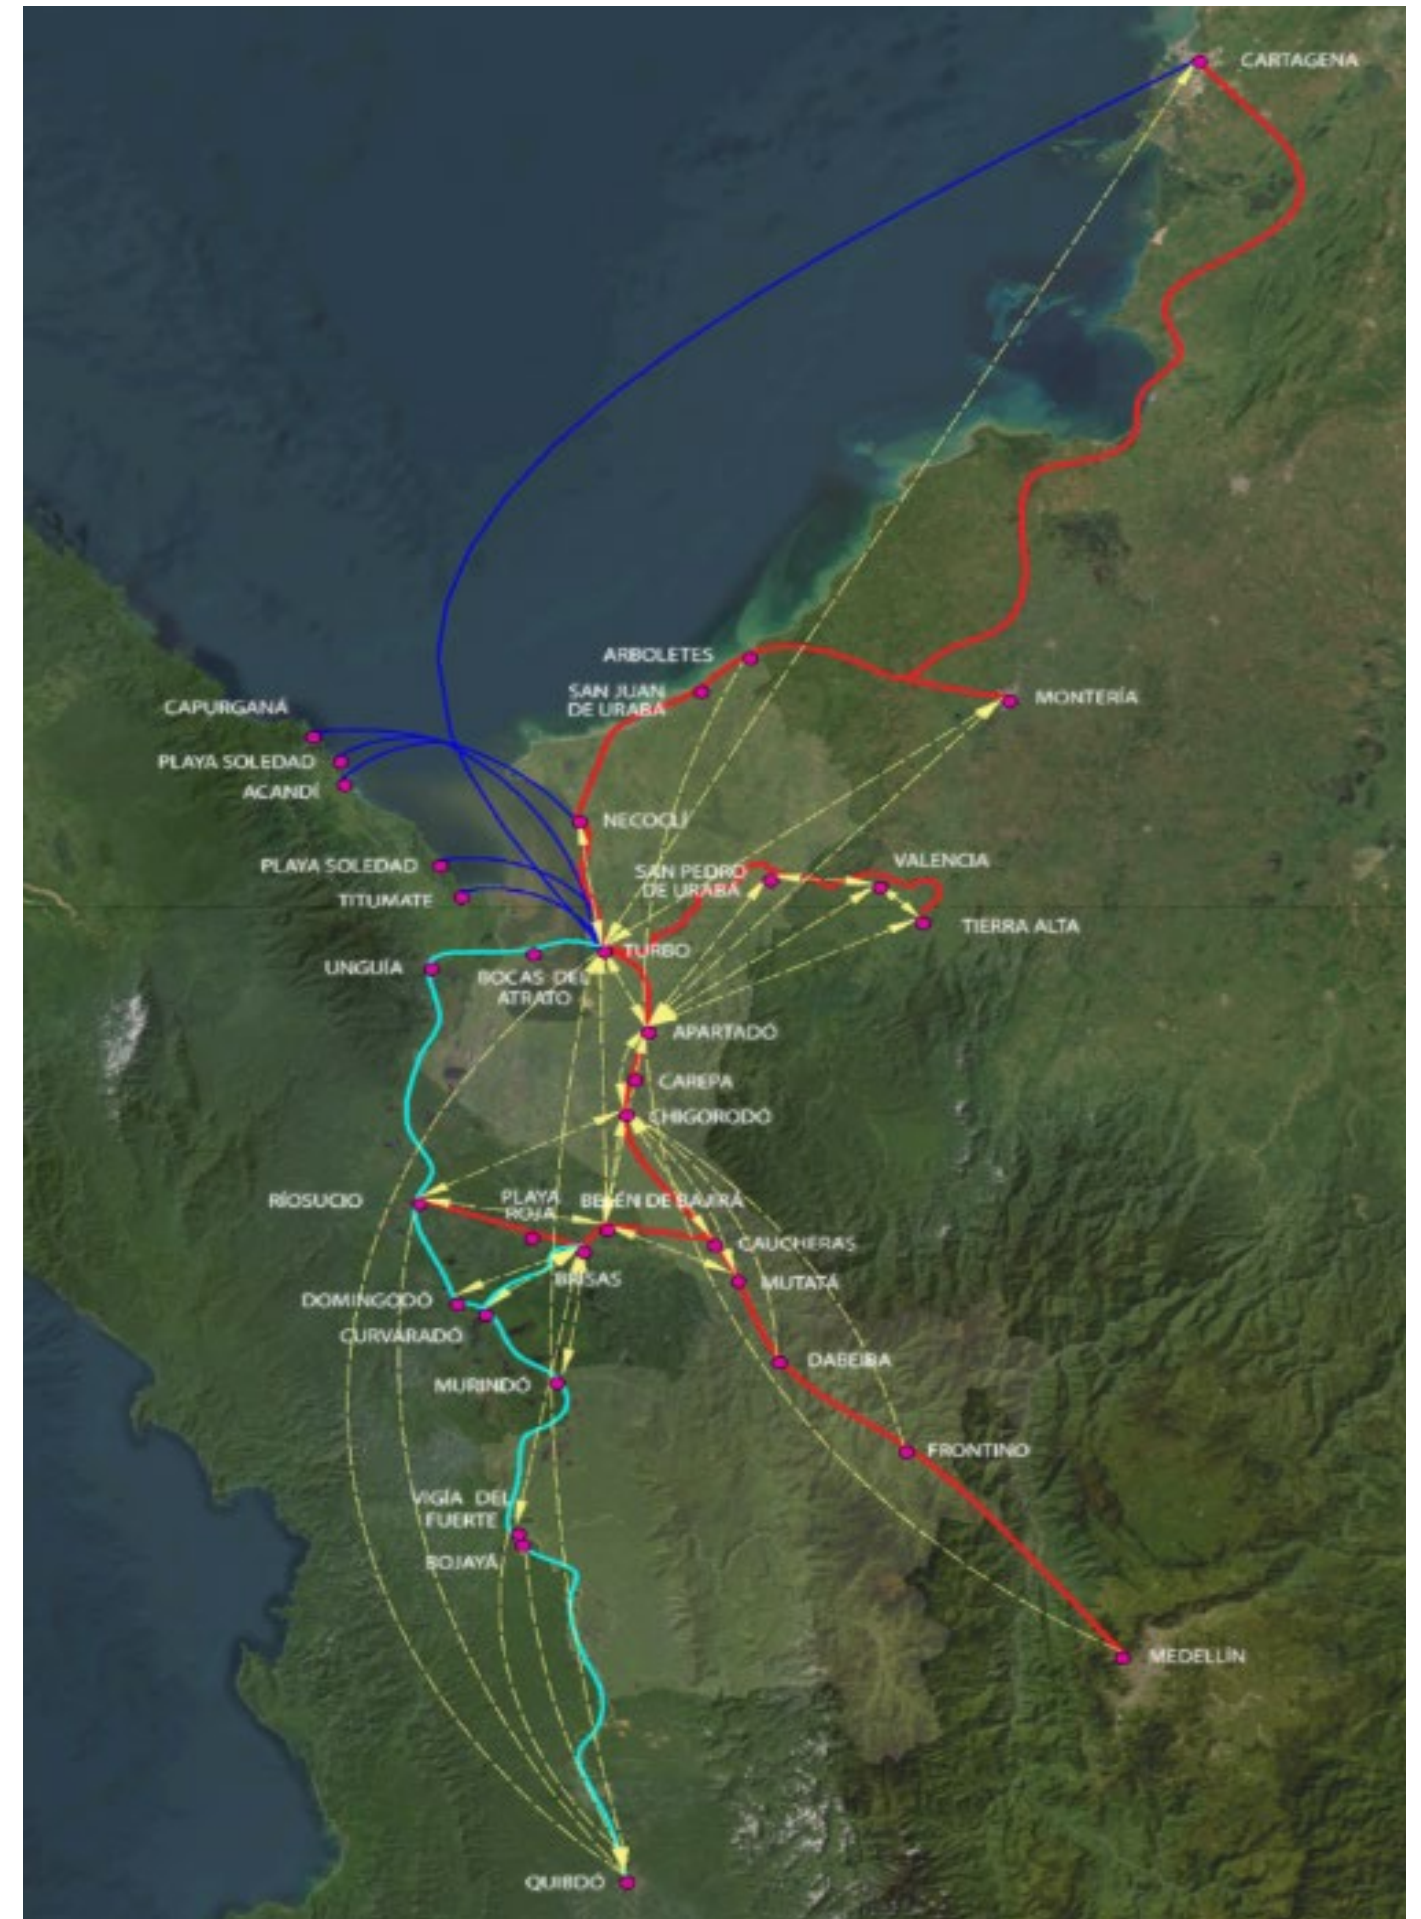 CARTAGENA
ARBOLETES
SAN JUAN
DE URABÁ
MONTERÍA
CAPURGANÁ
PLAYA SOLEDAD
ACANDÍ
NECOCLÍ
PLAYA SOLEDAD
TITUMATE
SAN PEDRO
DE URABÁ
VALENCIA
TIERRA ALTA
TURBO
UNGUÍA
BOCAS DEL
ATRATO
APARTADÓ
CAREPA
CHIGORODÓ
RÍOSUCIO
PLAYA
ROJA
BELÉN DE BAJIRÁ
CAUCHERAS
BRISAS
MUTATÁ
DOMINGODÓ
CURVARADÓ
DABEIBA
MURINDÓ
FRONTINO
VIGÍA DEL
FUERTE
BOJAYÁ
MEDELLÍN
QUIBDÓ